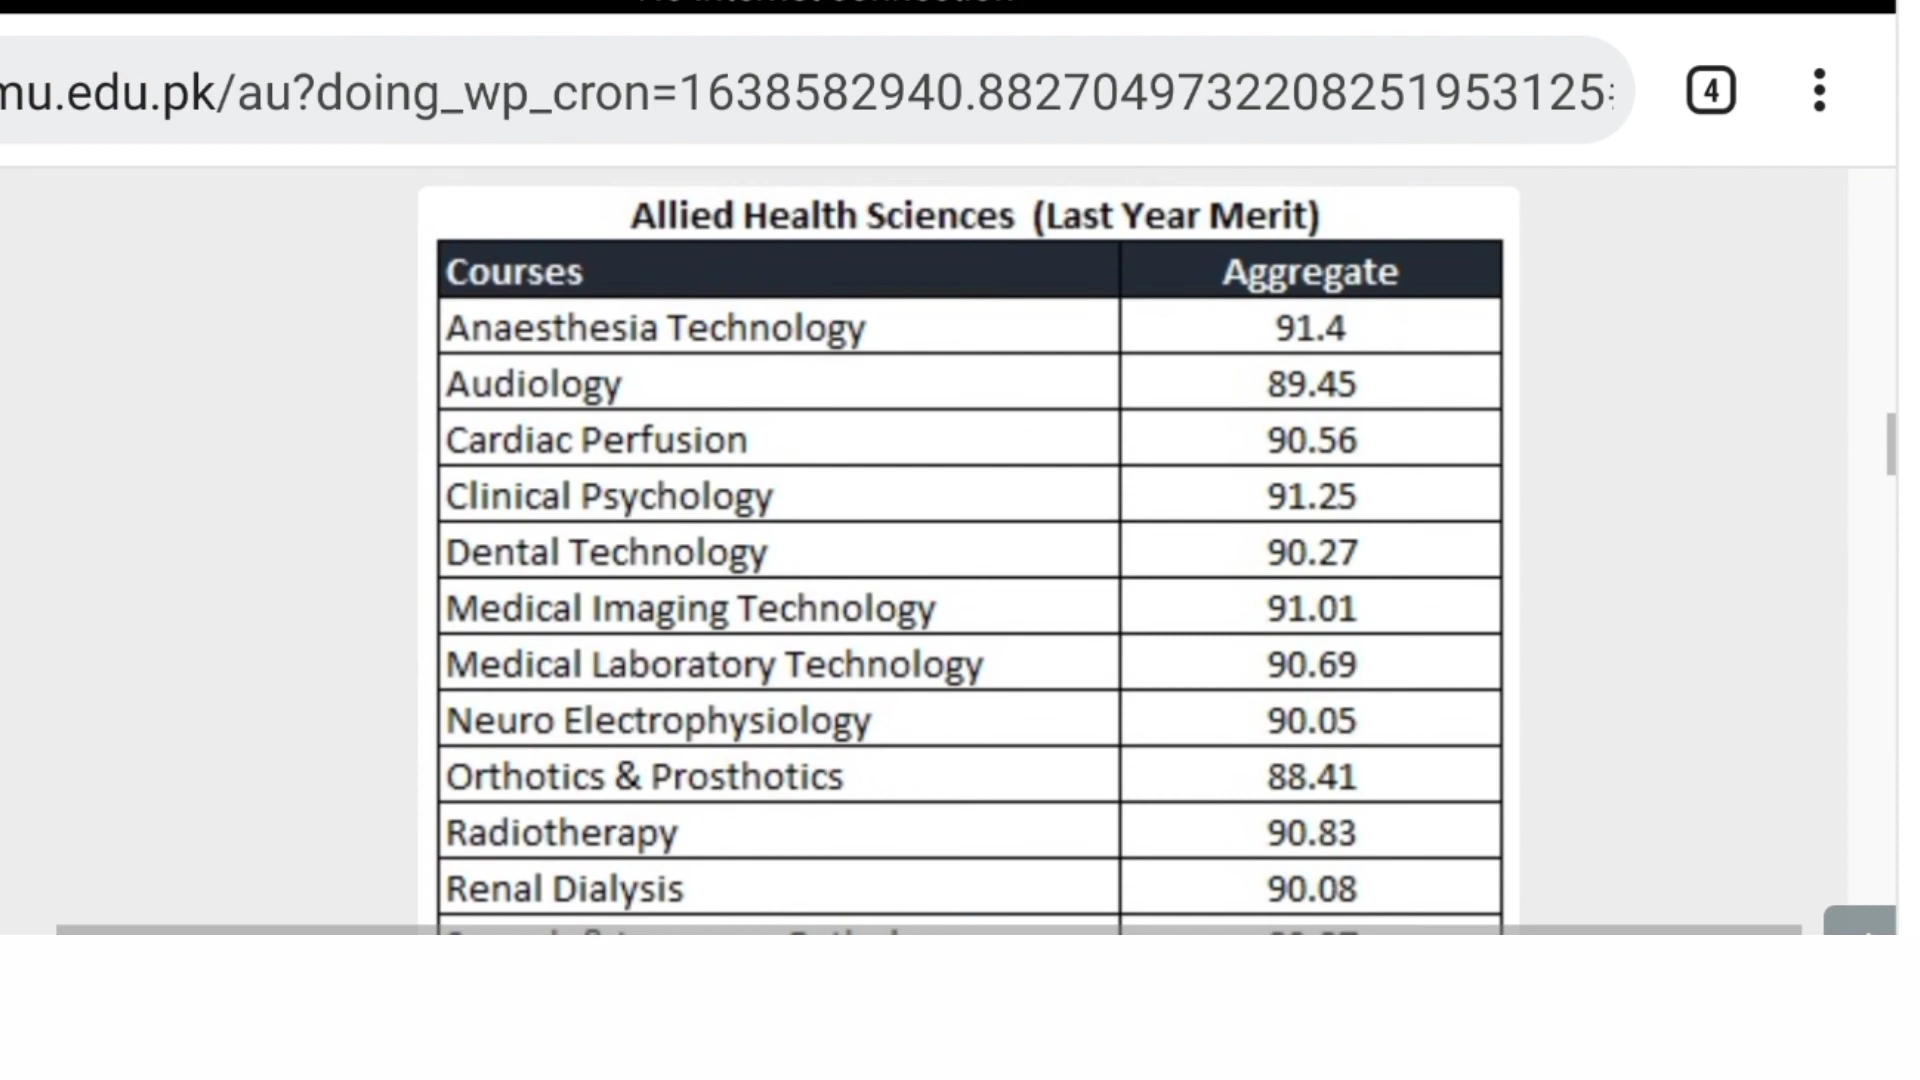 mu.edu.pk/au?doing_wp_cron=1638582940.8827049732208251953125
4
Allied Health Sciences (Last Year Merit)
Courses Aggregate
Anaesthesia Technology 91.4
Audiology 89.45
Cardiac Perfusion 90.56
Clinical Psychology 91.25
Dental Technology 90.27
Medical Imaging Technology 91.01
Medical Laboratory Technology 90.69
Neuro Electrophysiology 90.05
Orthotics & Prosthotics 88.41
Radiotherapy 90.83
Renal Dialysis 90.08